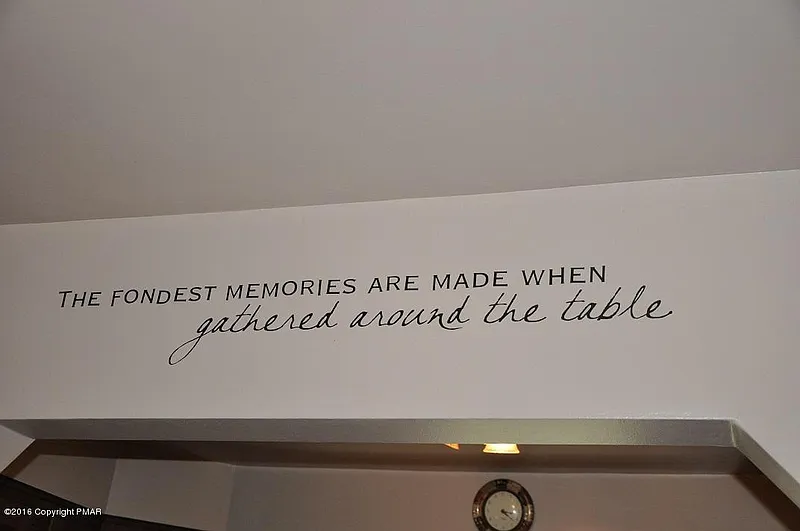 THE FONDEST MEMORIES ARE MADE WHEN
gathered around the table
©2016 Copyright PMAR